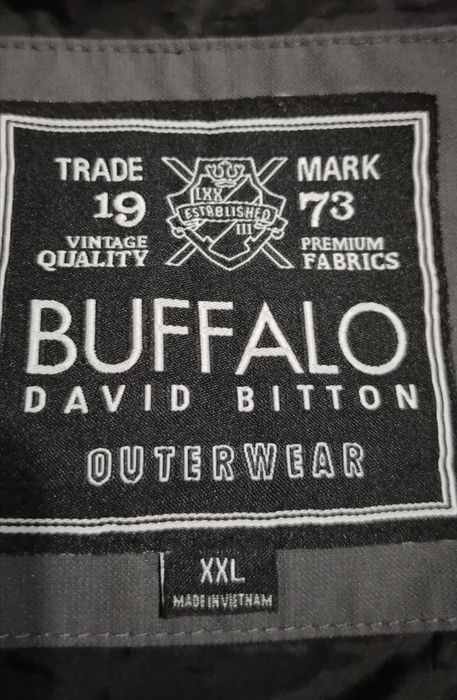 TRADE MARK
19 73
LXX
ESTABLISHED
III
VINTAGE PREMIUM
QUALITY FABRICS
BUFFALO
DAVID BITTON
OUTERWEAR
XXL
MADE IN VIETNAM